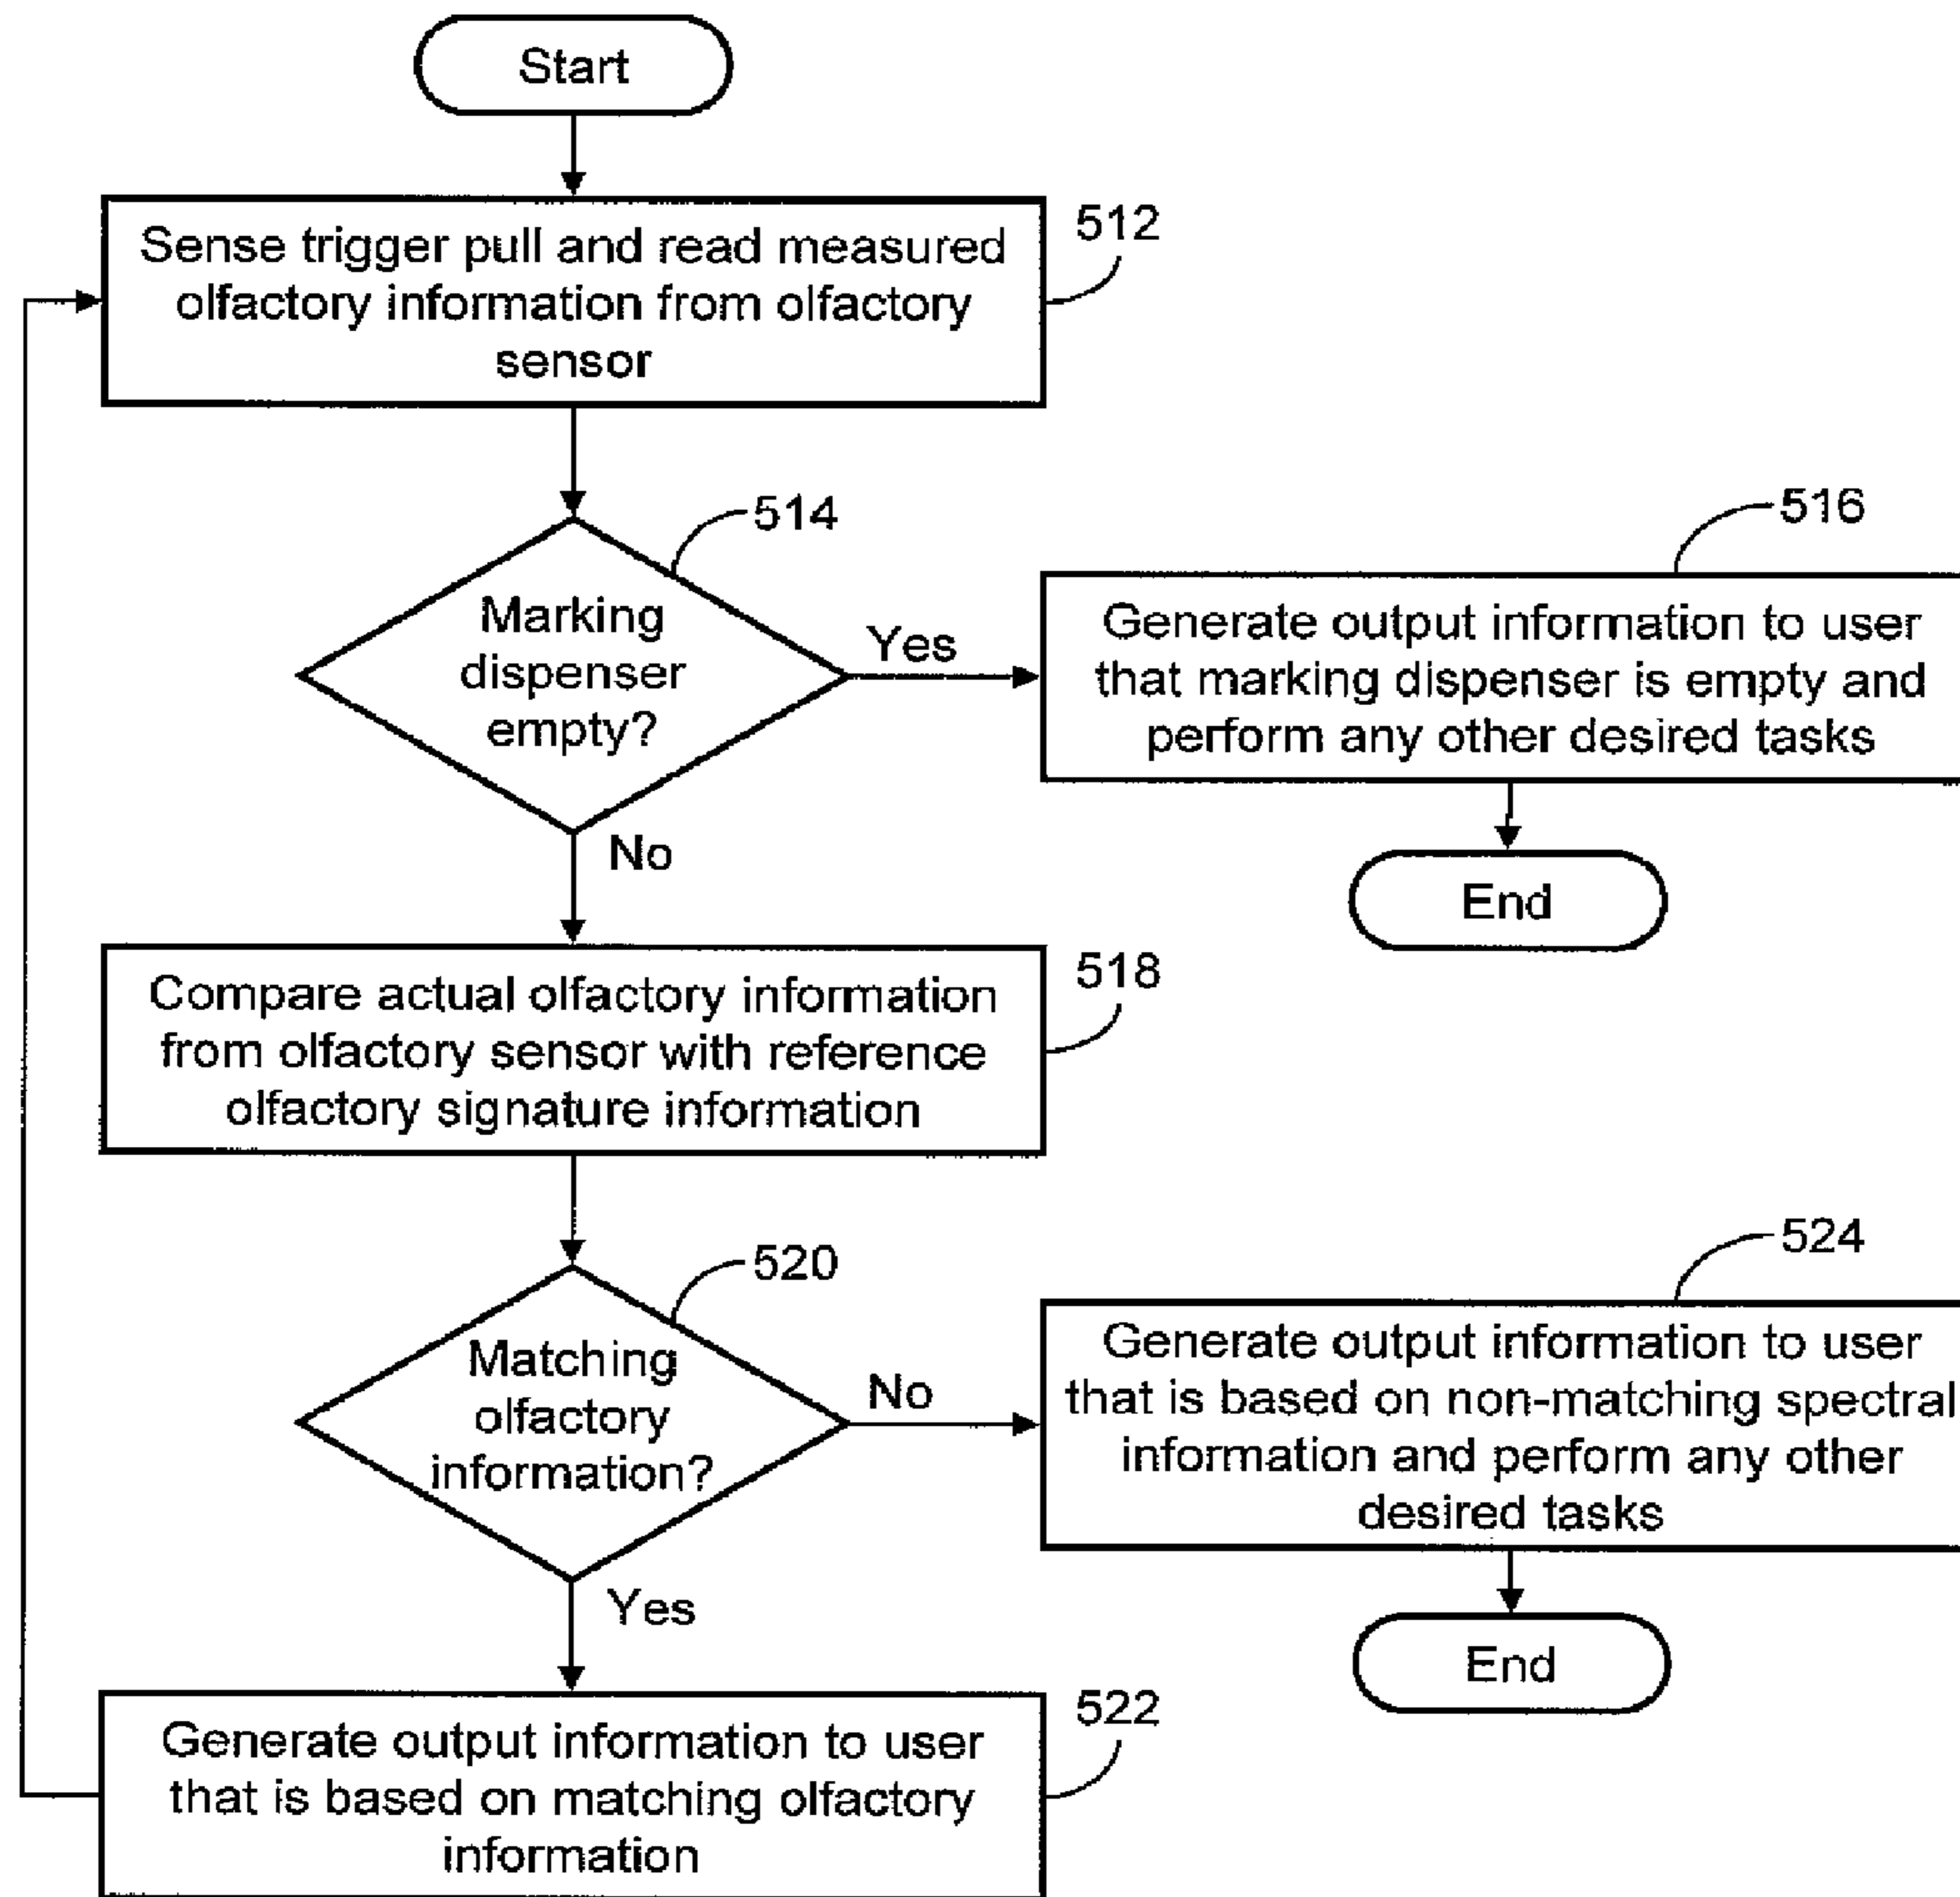 Start
Sense trigger pull and read measured
olfactory information from olfactory
sensor
512
Marking
dispenser
empty?
514
Yes
Generate output information to user
that marking dispenser is empty and
perform any other desired tasks
516
End
No
Compare actual olfactory information
from olfactory sensor with reference
olfactory signature information
518
Matching
olfactory
information?
520
No
Generate output information to user
that is based on non-matching spectral
information and perform any other
desired tasks
524
End
Yes
Generate output information to user
that is based on matching olfactory
information
522